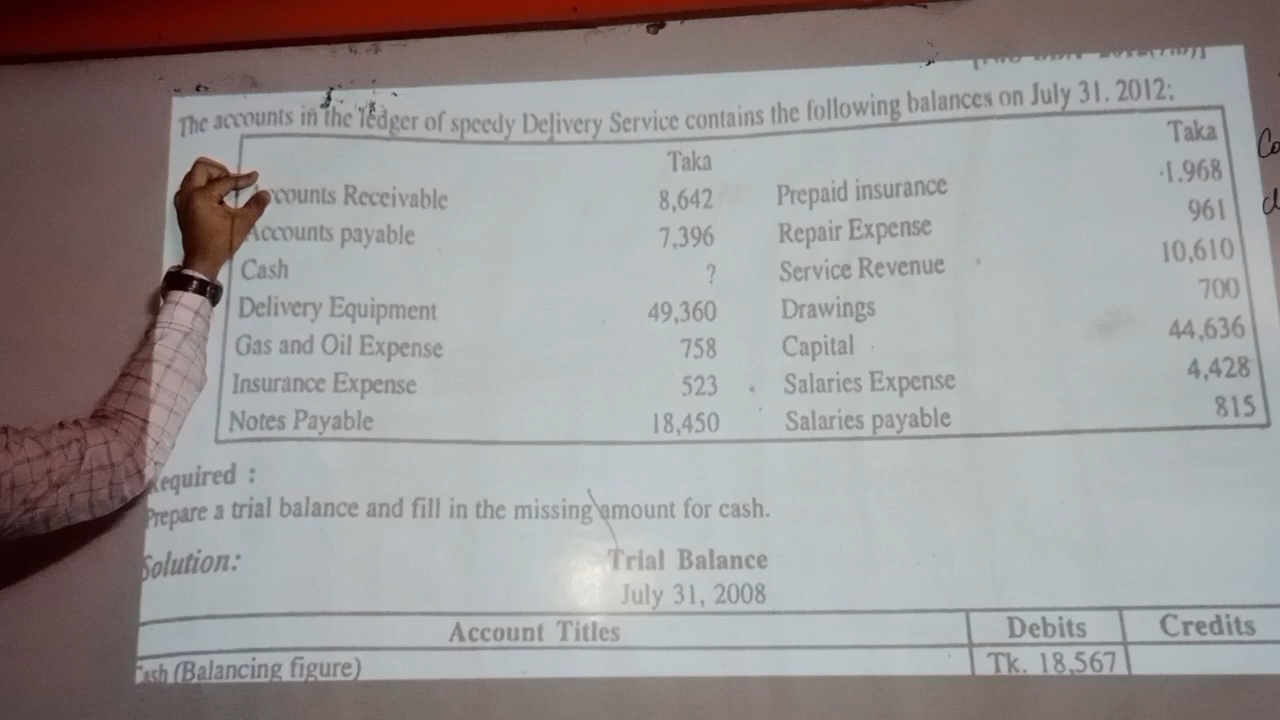 The accounts in the ledger of speedy Delivery Service contains the following balances on July 31. 2012:
Taka Taka
Accounts Receivable 8,642 Prepaid insurance 1.968
Accounts payable 7,396 Repair Expense 961
Cash ? Service Revenue 10,610
Delivery Equipment 49,360 Drawings 700
Gas and Oil Expense 758 Capital 44,636
Insurance Expense 523 Salaries Expense 4,428
Notes Payable 18,450 Salaries payable 815
Required :
Prepare a trial balance and fill in the missing amount for cash.
Solution: Trial Balance
July 31, 2008
Account Titles Debits Credits
Cash (Balancing figure) Tk. 18,567